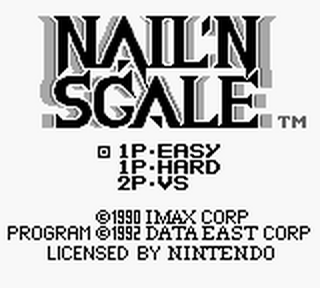 NAIL'N
SCALE.™
1P·EASY
1P·HARD
2P·VS
©1990 IMAX CORP
PROGRAM ©1992 DATA EAST CORP
LICENSED BY NINTENDO